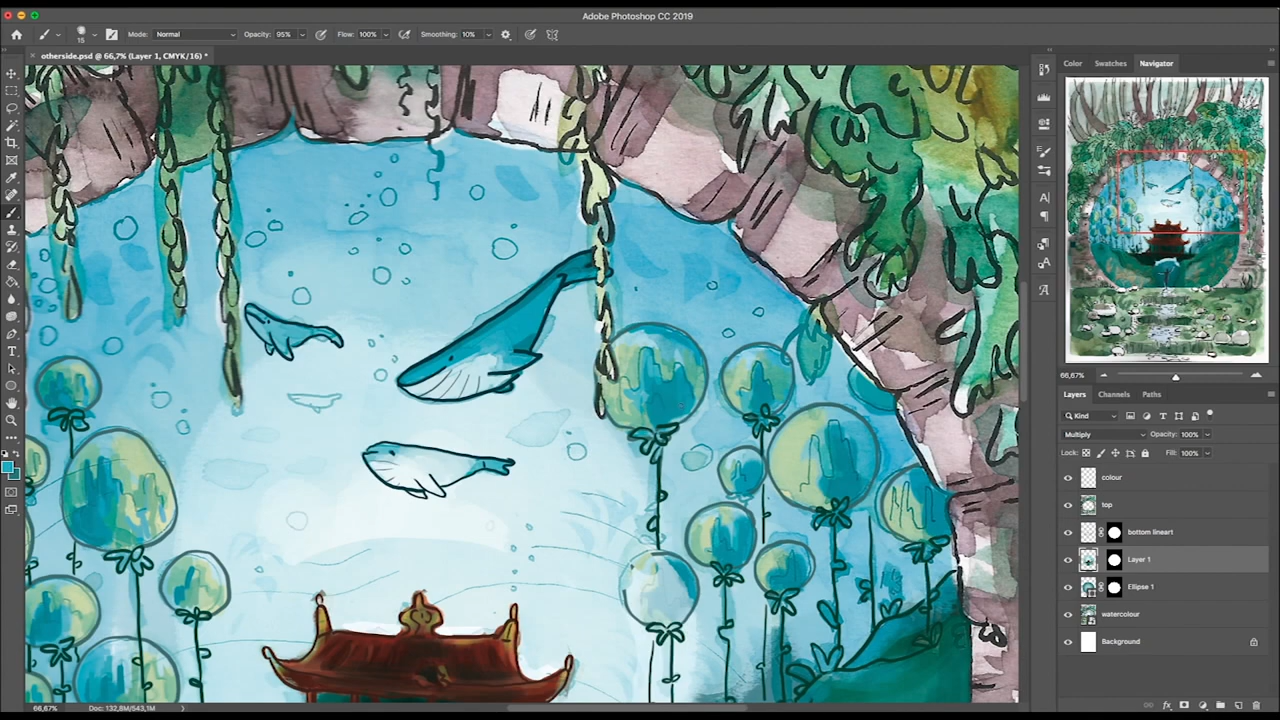 Adobe Photoshop CC 2019
15 Mode: Normal Opacity: 95% Flow: 100% Smoothing: 10%
otherside.psd @ 66,7% (Layer 1, CMYK/16) *
Color Swatches Navigator
66,67%
Layers Channels Paths
Kind
Multiply Opacity: 100%
Lock: Fill: 100%
colour
top
bottom lineart
Layer 1
Ellipse 1
watercolour
Background
66,67% Doc: 132,8M/543,1M